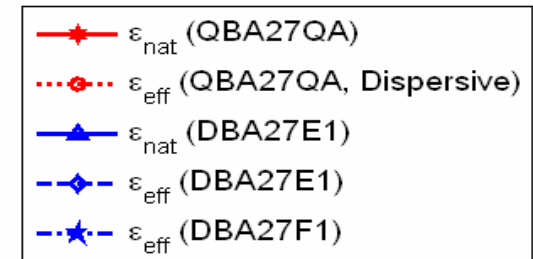 ε_nat (QBA27QA)
ε_eff (QBA27QA, Dispersive)
ε_nat (DBA27E1)
ε_eff (DBA27E1)
ε_eff (DBA27F1)